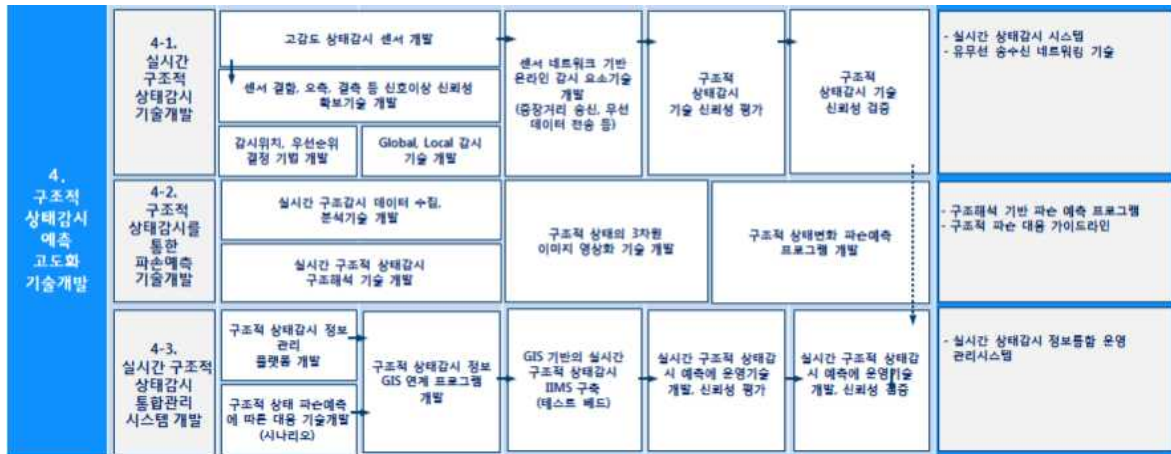 4.
구조적
상태감시
예측
고도화
기술개발
4-1.
실시간
구조적
상태감시
기술개발
고감도 상태감시 센서 개발
센서 결함, 오측, 결측 등 신호이상 신뢰성
확보기술 개발
감시위치, 우선순위
결정 기법 개발
Global, Local 감시
기술 개발
센서 네트워크 기반
온라인 감시 요소기술
개발
(중장거리 송신, 무선
데이터 전송 등)
구조적
상태감시
기술 신뢰성 평가
구조적
상태감시 기술
신뢰성 검증
- 실시간 상태감시 시스템
- 유무선 송수신 네트워킹 기술
4-2.
구조적
상태감시를
통한
파손예측
기술개발
실시간 구조감시 데이터 수집,
분석기술 개발
실시간 구조적 상태감시
구조해석 기술 개발
구조적 상태의 3차원
이미지 영상화 기술 개발
구조적 상태변화 파손예측
프로그램 개발
- 구조해석 기반 파손 예측 프로그램
- 구조적 파손 대응 가이드라인
4-3.
실시간 구조적
상태감시
통합관리
시스템 개발
구조적 상태감시 정보
관리
플랫폼 개발
구조적 상태 파손예측
에 따른 대응 기술개발
(시나리오)
구조적 상태감시 정보
GIS 연계 프로그램
개발
GIS 기반의 실시간
구조적 상태감시
IIMS 구축
(테스트 베드)
실시간 구조적 상태감
시 예측에 운영기술
개발, 신뢰성 평가
실시간 구조적 상태감
시 예측에 운영기술
개발, 신뢰성 검증
- 실시간 상태감시 정보통합 운영
관리시스템